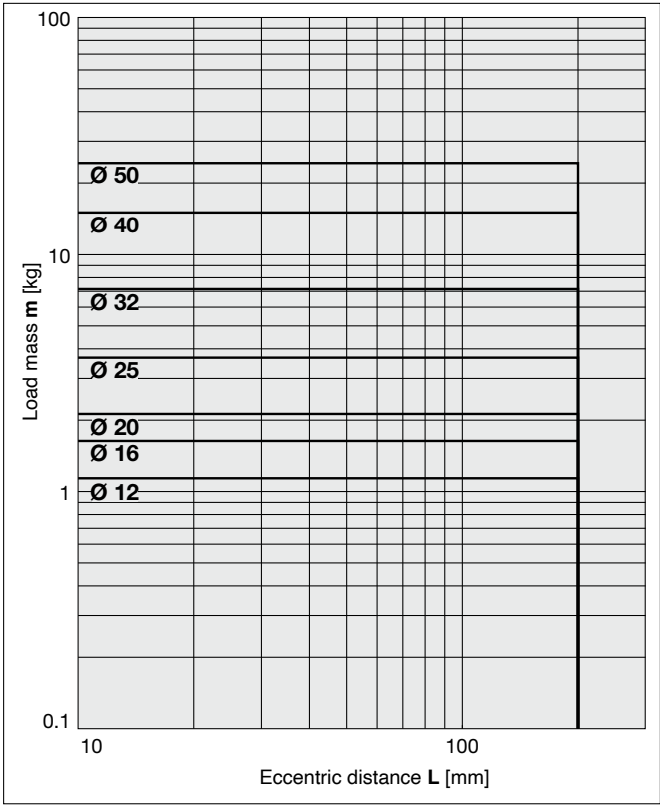 100
Ø 50
Ø 40
10
Ø 32
Ø 25
Ø 20
Ø 16
1
Ø 12
0.1
10 100
Load mass m [kg]
Eccentric distance L [mm]